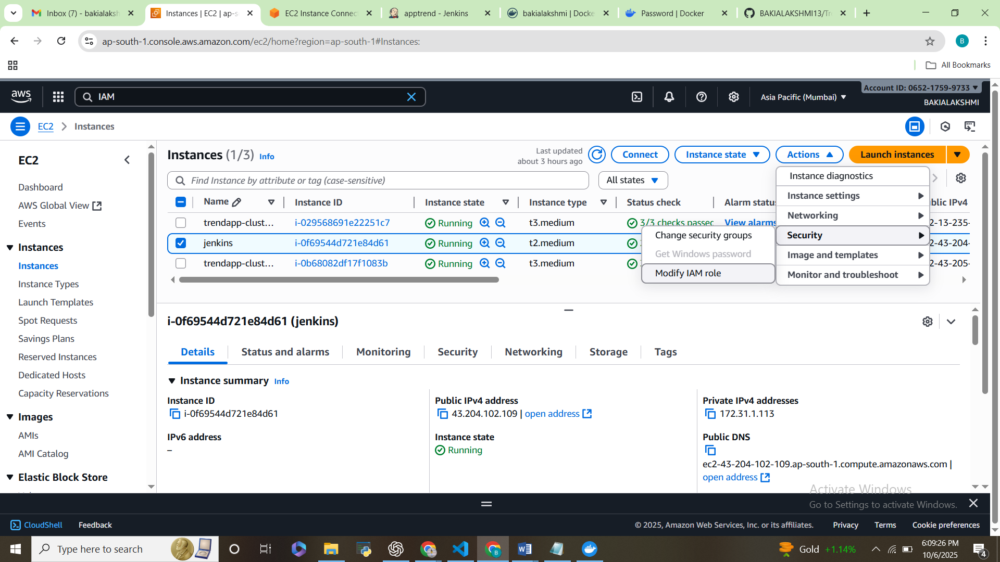 Inbox (7) - bakialaksh
Instances | EC2 | ap-s
EC2 Instance Connec
apptrend - Jenkins
bakialakshmi | Docke
Password | Docker
BAKIALAKSHMI13/Tr
ap-south-1.console.aws.amazon.com/ec2/home?region=ap-south-1#Instances:
B
All Bookmarks
aws
IAM
Asia Pacific (Mumbai)
Account ID: 0652-1759-9733
BAKIALAKSHMI
EC2
Instances
EC2
Dashboard
AWS Global View
Events
Instances
Instances
Instance Types
Launch Templates
Spot Requests
Savings Plans
Reserved Instances
Dedicated Hosts
Capacity Reservations
Images
AMIs
AMI Catalog
Elastic Block Store
Instances (1/3) Info
Last updated
about 3 hours ago
Connect
Instance state
Actions
Launch instances
Find Instance by attribute or tag (case-sensitive)
All states
Name
Instance ID
Instance state
Instance type
Status check
Alarm statu
blic IPv4
trendapp-clust... i-029568691e22251c7 Running t3.medium 3/3 checks passec View alarms 2-13-235-
jenkins i-0f69544d721e84d61 Running t2.medium 2-43-204-
trendapp-clust... i-0b68082df17f1083b Running t3.medium 2-43-205-
Instance diagnostics
Instance settings
Networking
Security
Image and templates
Monitor and troubleshoot
Change security groups
Get Windows password
Modify IAM role
i-0f69544d721e84d61 (jenkins)
Details
Status and alarms
Monitoring
Security
Networking
Storage
Tags
Instance summary Info
Instance ID
i-0f69544d721e84d61
Public IPv4 address
43.204.102.109 | open address
Private IPv4 addresses
172.31.1.113
IPv6 address
–
Instance state
Running
Public DNS
ec2-43-204-102-109.ap-south-1.compute.amazonaws.com |
open address
Activate Windows
Go to Settings to activate Windows.
CloudShell
Feedback
© 2025, Amazon Web Services, Inc. or its affiliates.
Privacy
Terms
Cookie preferences
Type here to search
Gold +1.14%
6:09:26 PM
10/6/2025
4